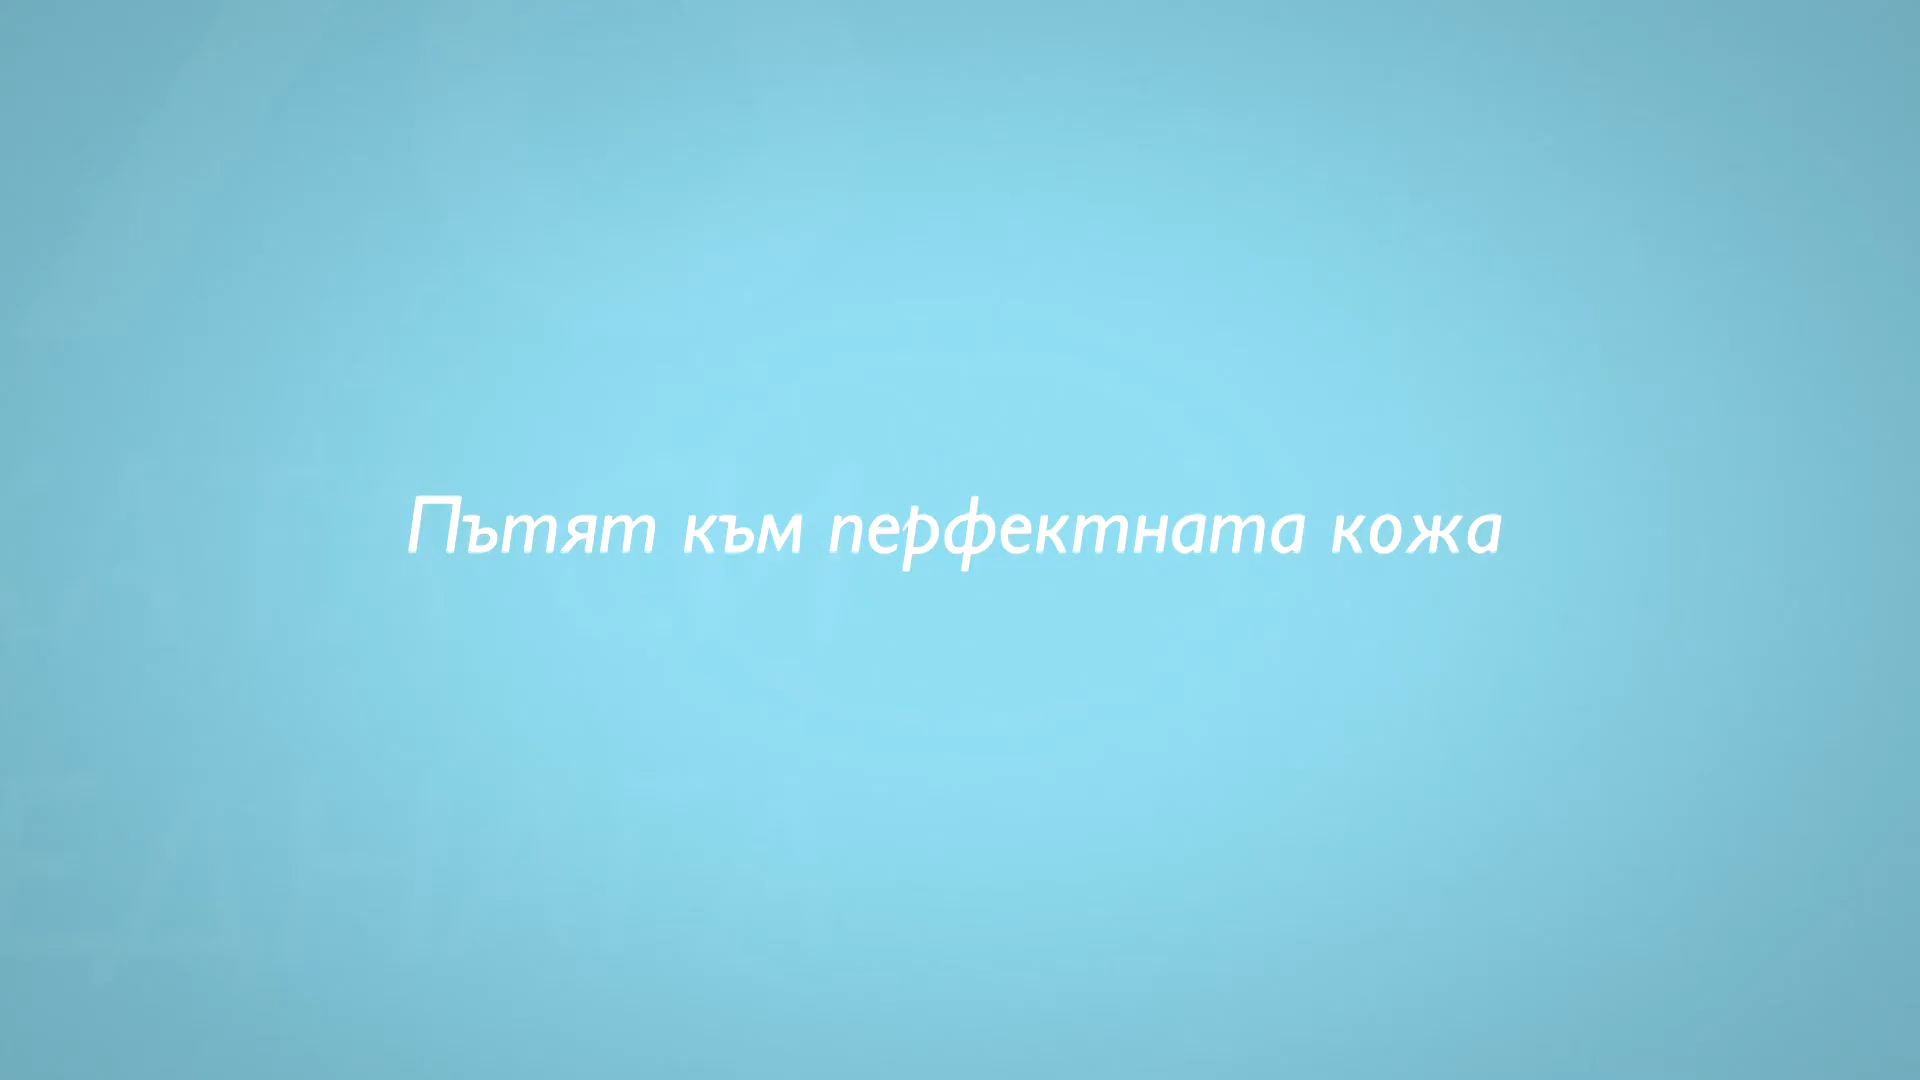 Пътят към перфектната кожа